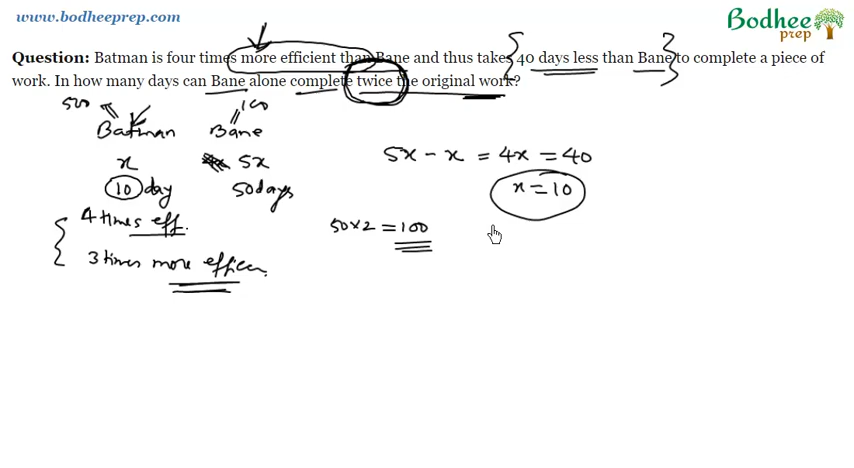 www.bodheeprep.com
Bodhee
prep
Question: Batman is four times more efficient than Bane and thus takes 40 days less than Bane to complete a piece of
work. In how many days can Bane alone complete twice the original work?
500 100
Batman Bane
x 5x
10 day 50 days
4 times eff.
3 times more efficen.
5x - x = 4x = 40
x = 10
50 x 2 = 100